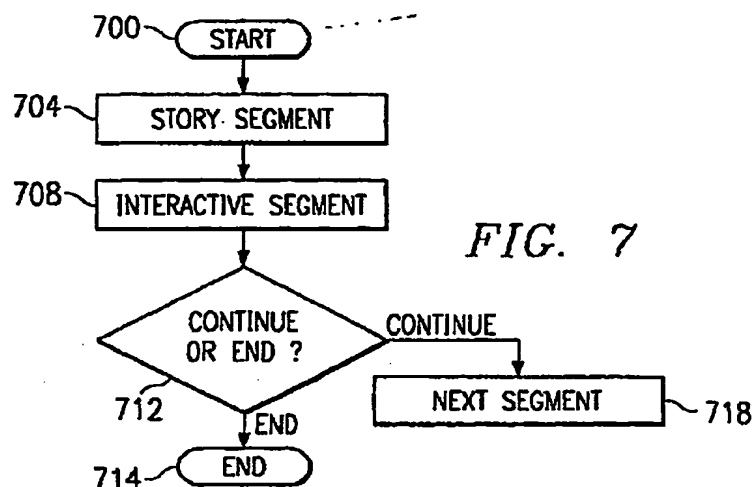 700 START
704 STORY SEGMENT
708 INTERACTIVE SEGMENT
FIG. 7
CONTINUE
OR END ?
CONTINUE
712
NEXT SEGMENT 718
END
714 END